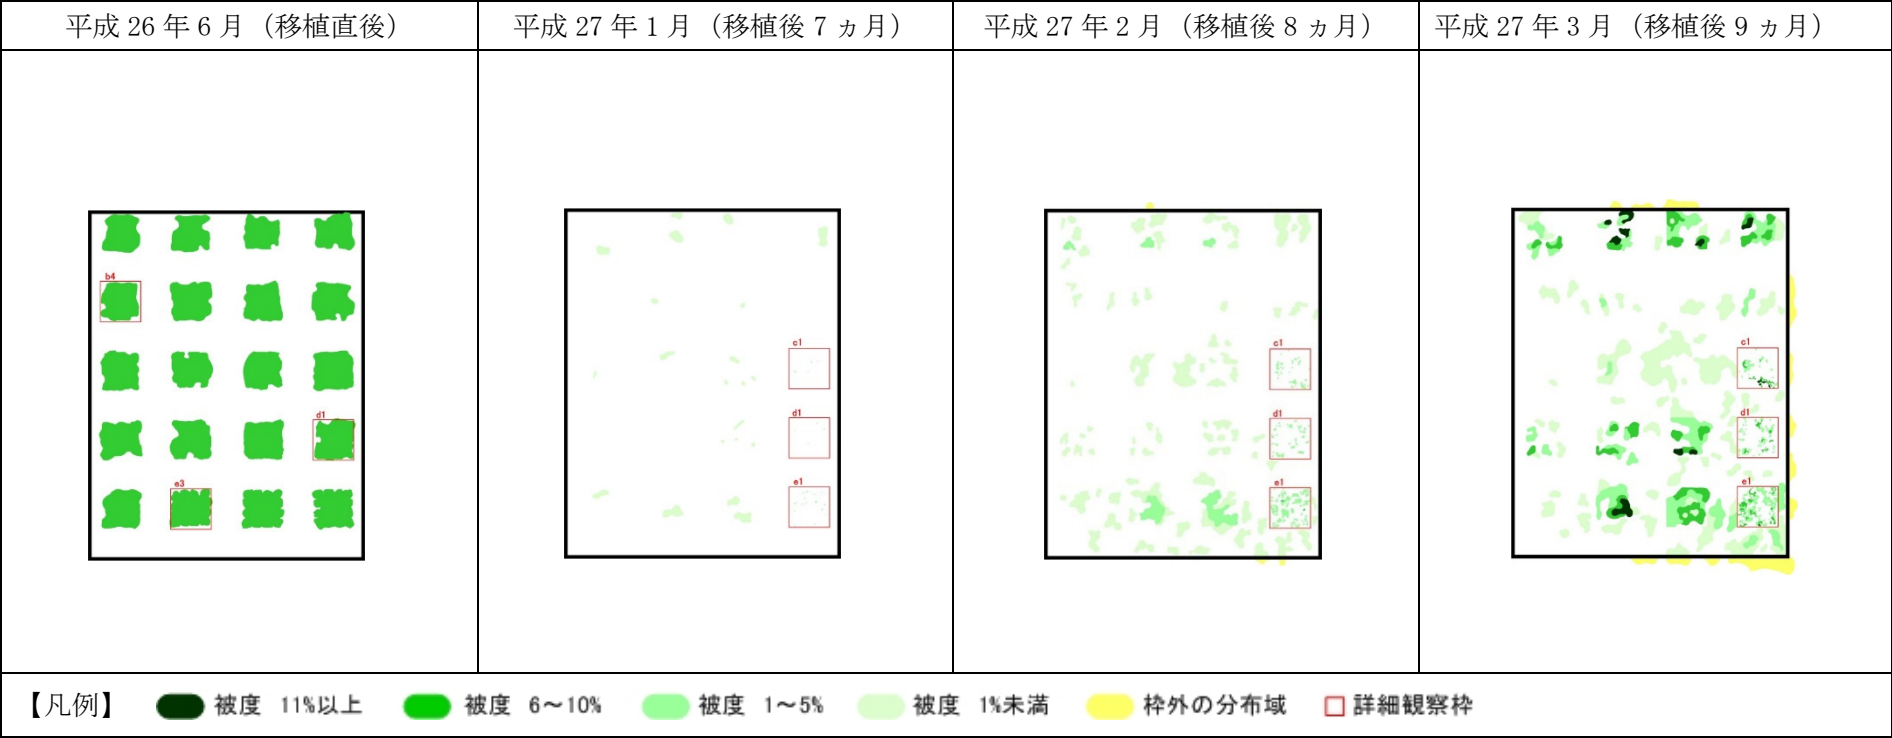 平成 26 年 6 月（移植直後）
平成 27 年 1 月（移植後 7 ヵ月）
平成 27 年 2 月（移植後 8 ヵ月）
平成 27 年 3 月（移植後 9 ヵ月）
b4
d1
e3
c1
d1
e1
c1
d1
e1
c1
d1
e1
【凡例】 被度 11%以上 被度 6～10% 被度 1～5% 被度 1%未満 枠外の分布域 詳細観察枠